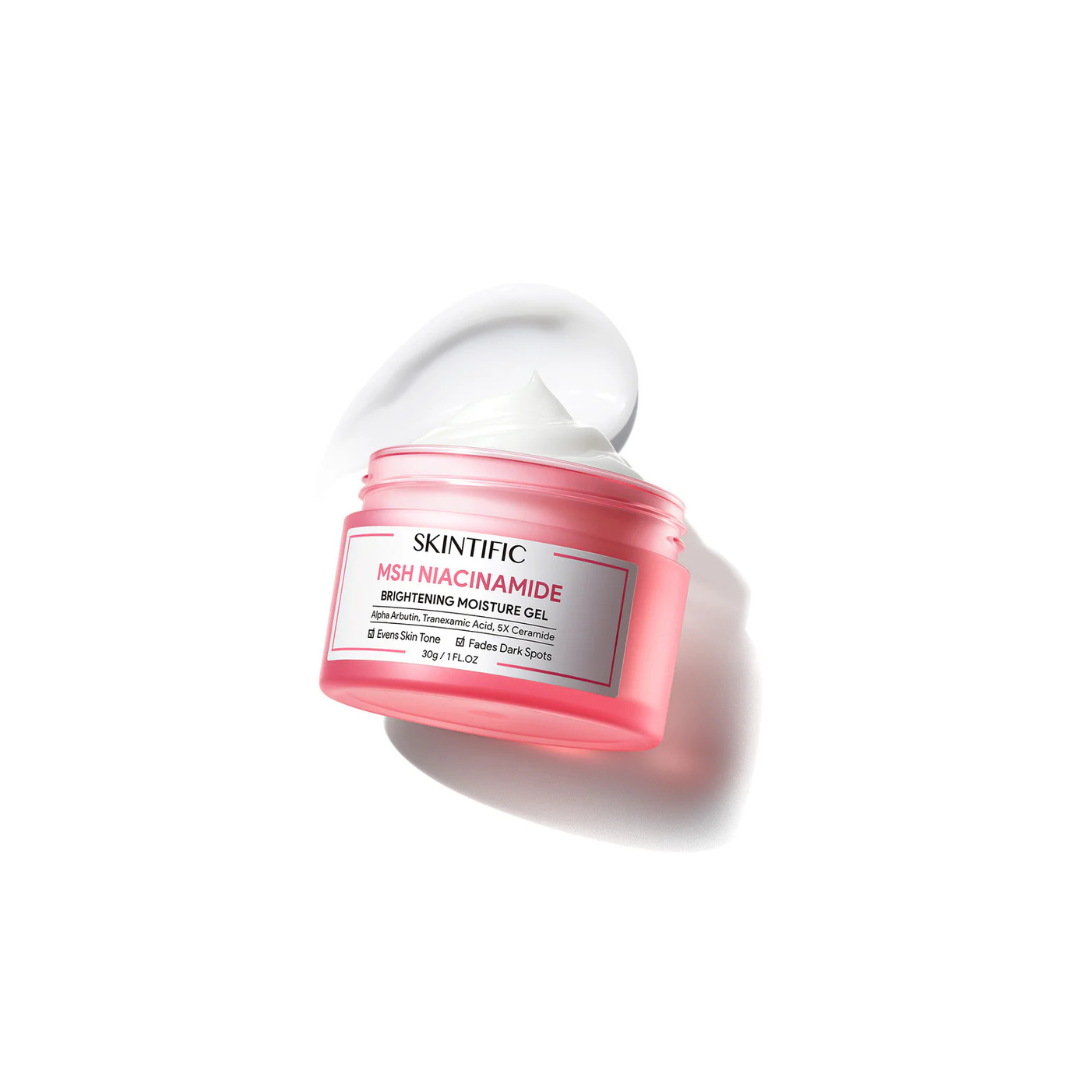 SKINTIFIC
MSH NIACINAMIDE
BRIGHTENING MOISTURE GEL
Alpha Arbutin, Tranexamic Acid, 5X Ceramide
☑ Evens Skin Tone ☑ Fades Dark Spots
30g / 1 FL.OZ